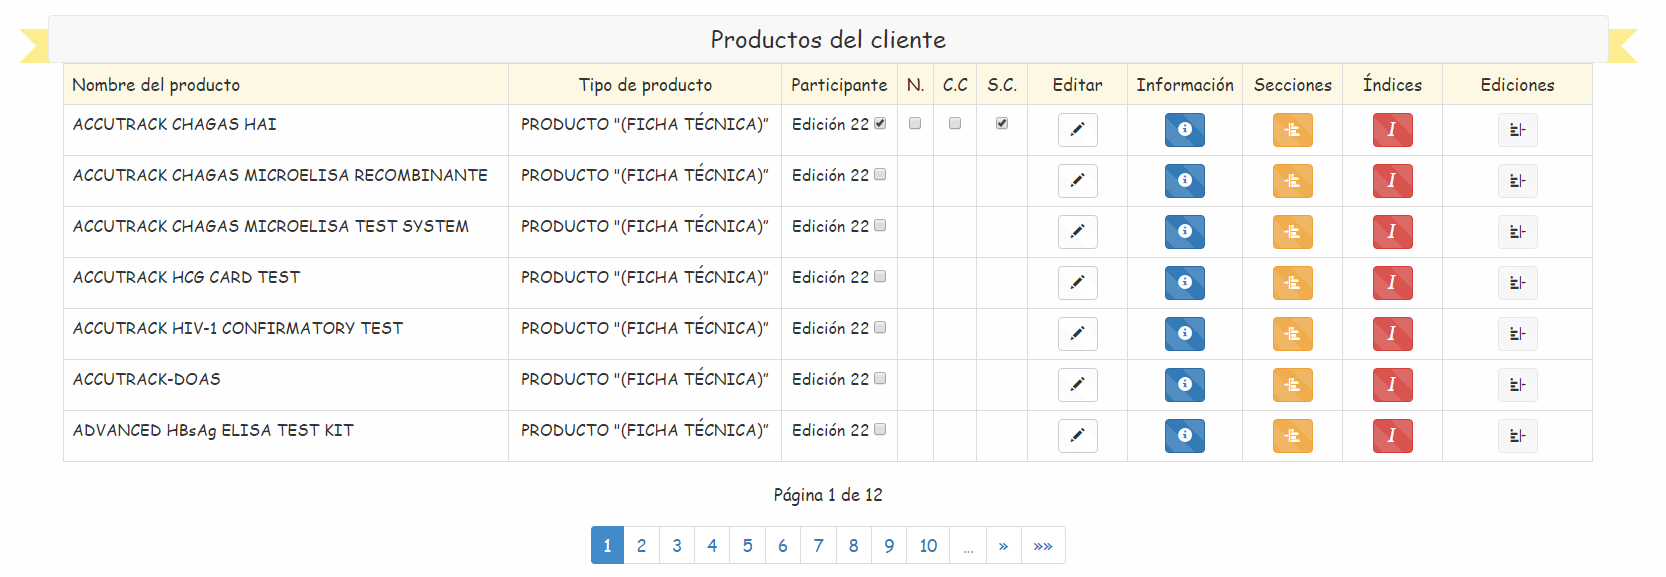 Productos del cliente
Nombre del producto Tipo de producto Participante N. C.C S.C. Editar Información Secciones Índices Ediciones
ACCUTRACK CHAGAS HAI PRODUCTO "(FICHA TÉCNICA)" Edición 22 I
ACCUTRACK CHAGAS MICROELISA RECOMBINANTE PRODUCTO "(FICHA TÉCNICA)" Edición 22 I
ACCUTRACK CHAGAS MICROELISA TEST SYSTEM PRODUCTO "(FICHA TÉCNICA)" Edición 22 I
ACCUTRACK HCG CARD TEST PRODUCTO "(FICHA TÉCNICA)" Edición 22 I
ACCUTRACK HIV-1 CONFIRMATORY TEST PRODUCTO "(FICHA TÉCNICA)" Edición 22 I
ACCUTRACK-DOAS PRODUCTO "(FICHA TÉCNICA)" Edición 22 I
ADVANCED HBsAg ELISA TEST KIT PRODUCTO "(FICHA TÉCNICA)" Edición 22 I
Página 1 de 12
1 2 3 4 5 6 7 8 9 10 ... » »»